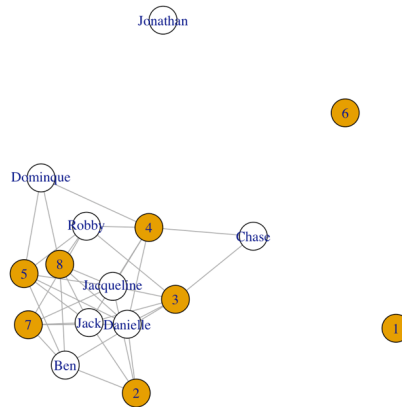 Jonathan
6
Dominque
Robby
4
Chase
8
5
Jacqueline
3
7
Jack
Danielle
1
Ben
2